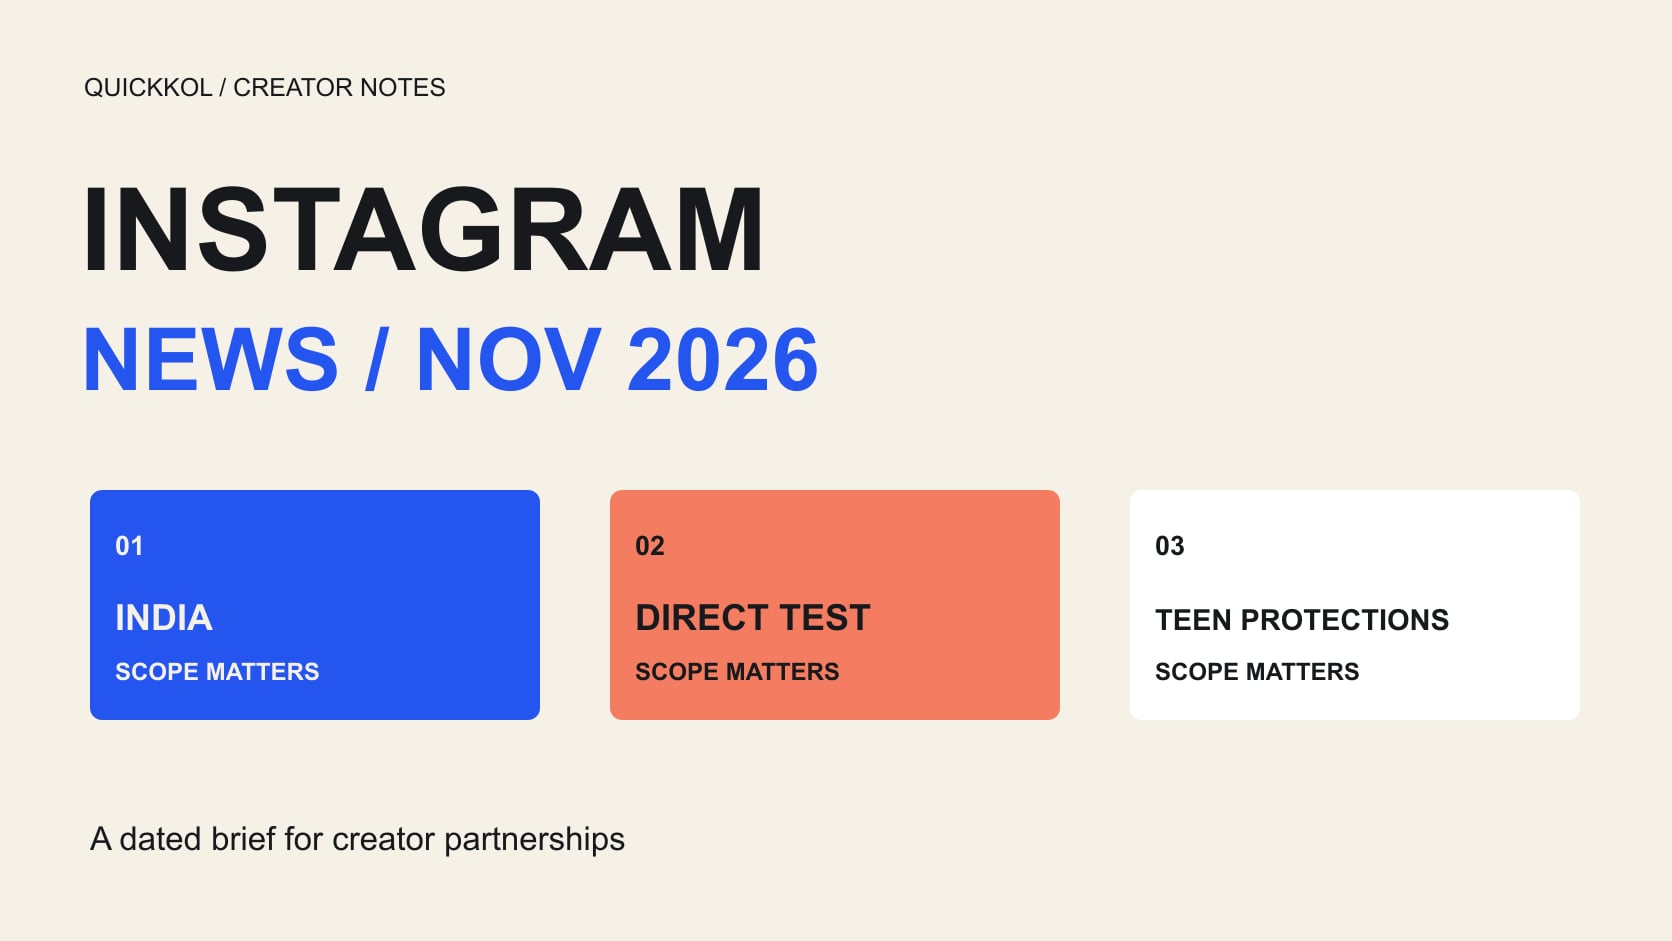 QUICKKOL / CREATOR NOTES
INSTAGRAM
NEWS / NOV 2026
01
INDIA
SCOPE MATTERS
02
DIRECT TEST
SCOPE MATTERS
03
TEEN PROTECTIONS
SCOPE MATTERS
A dated brief for creator partnerships